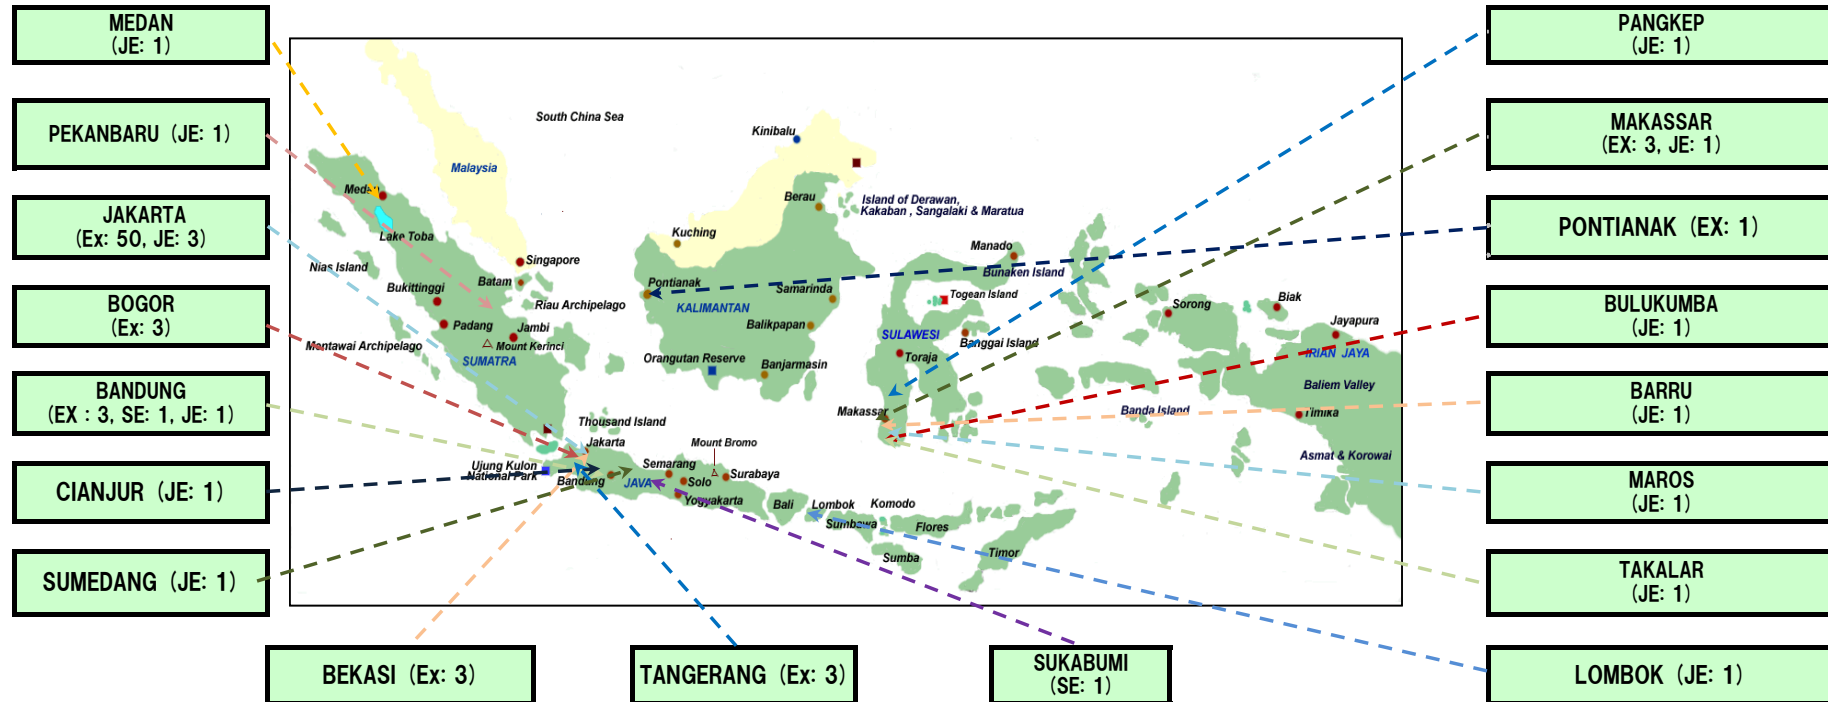 MEDAN
(JE: 1)
PEKANBARU (JE: 1)
JAKARTA
(Ex: 50, JE: 3)
BOGOR
(Ex: 3)
BANDUNG
(EX : 3, SE: 1, JE: 1)
CIANJUR (JE: 1)
SUMEDANG (JE: 1)
BEKASI (Ex: 3)
TANGERANG (Ex: 3)
SUKABUMI
(SE: 1)
PANGKEP
(JE: 1)
MAKASSAR
(EX: 3, JE: 1)
PONTIANAK (EX: 1)
BULUKUMBA
(JE: 1)
BARRU
(JE: 1)
MAROS
(JE: 1)
TAKALAR
(JE: 1)
LOMBOK (JE: 1)
South China Sea
Kinibalu
Malaysia
Medan
Berau
Island of Derawan,
Kakaban , Sangalaki & Maratua
Lake Toba
Kuching
Manado
Nias Island
Singapore
Bunaken Island
Bukittinggi
Batam
Pontianak
Samarinda
Togean Island
Riau Archipelago
KALIMANTAN
Sorong
Biak
Padang
Jambi
Balikpapan
SULAWESI
Banggai Island
Jayapura
Mentawai Archipelago
Mount Kerinci
SUMATRA
Orangutan Reserve
Banjarmasin
Toraja
IRIAN JAYA
Baliem Valley
Thousand Island
Makassar
Banda Island
Timika
Jakarta
Mount Bromo
Asmat & Korowai
Ujung Kulon
National Park
Bandung
JAVA
Semarang
Solo
Surabaya
Yogyakarta
Bali
Lombok
Komodo
Sumbawa
Flores
Sumba
Timor